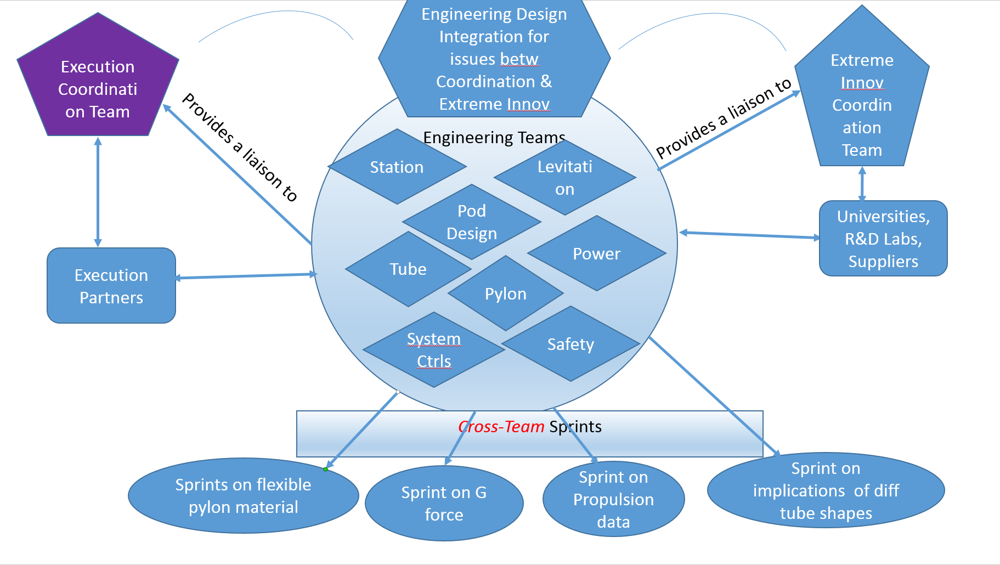 Engineering Design
Integration for
issues betw
Coordination &
Extreme Innov
Execution
Coordinati
on Team
Extreme
Innov
Coordin
ation
Team
Provides a liaison to
Provides a liaison to
Engineering Teams
Station
Levitati
on
Pod
Design
Power
Tube
Pylon
System
Ctrls
Safety
Execution
Partners
Universities,
R&D Labs,
Suppliers
Cross-Team Sprints
Sprints on flexible
pylon material
Sprint on G
force
Sprint on
Propulsion
data
Sprint on
implications  of diff
tube shapes